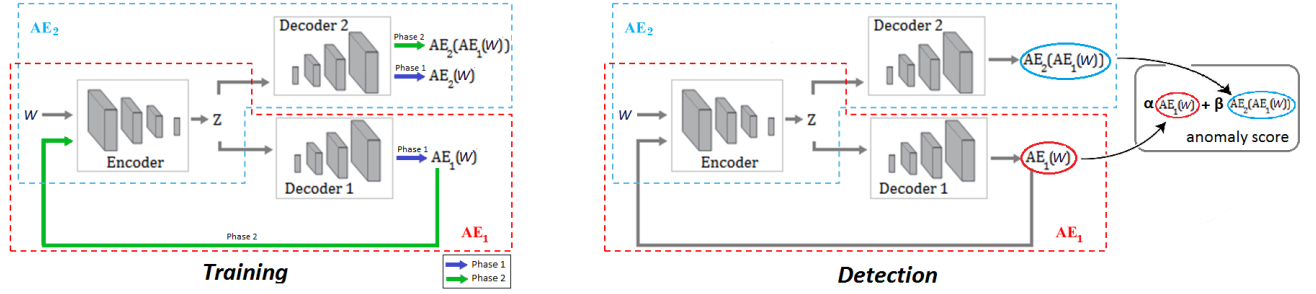 AE₂
Decoder 2
Phase 2
AE₂(AE₁(W))
Phase 1
AE₂(W)
W
Encoder
Z
Decoder 1
Phase 1
AE₁(W)
Phase 2
AE₁
Training
Phase 1
Phase 2
AE₂
Decoder 2
AE₂(AE₁(W))
W
Encoder
Z
Decoder 1
AE₁(W)
AE₁
Detection
α AE₁(W) + β AE₂(AE₁(W))
anomaly score